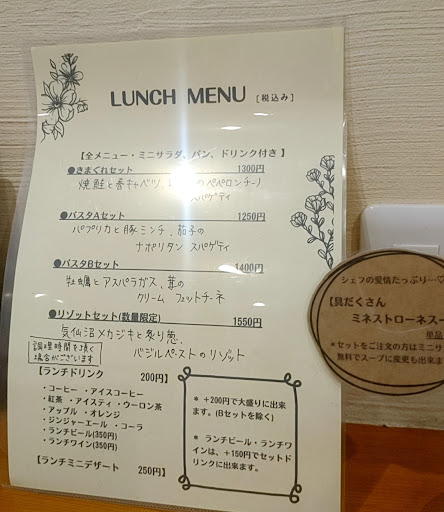 LUNCH MENU [税込み]
【全メニュー・ミニサラダ、パン、ドリンク付き】
●きまぐれセット 1300円
焼鮭と春キャベツ、 のペペロンチーノ
スパゲティ
●パスタAセット 1250円
パプリカと豚ミンチ、茄子の
ナポリタン スパゲティ
●パスタBセット 1400円
牡蠣とアスパラガス、茸の
クリーム フェットチーネ
●リゾットセット(数量限定) 1550円
気仙沼メカジキと炙り葱、
バジルペーストのリゾット
調理時間を頂く
場合がございます
【ランチドリンク 200円】
・コーヒー ・アイスコーヒー
・紅茶 ・アイスティ・ウーロン茶
・アップル ・オレンジ
・ジンジャーエール ・コーラ
・ランチビール(350円)
・ランチワイン(350円)
【ランチミニデザート 250円】
* +200円で大盛りに出来
ます。(Bセットを除く)
* ランチビール・ランチワ
インは、+150円でセットド
リンクに出来ます。
シェフの愛情たっぷり…♡
【具だくさん
ミネストローネスー
単品
*セットをご注文の方はミニサ
無料でスープに変更も出来ま